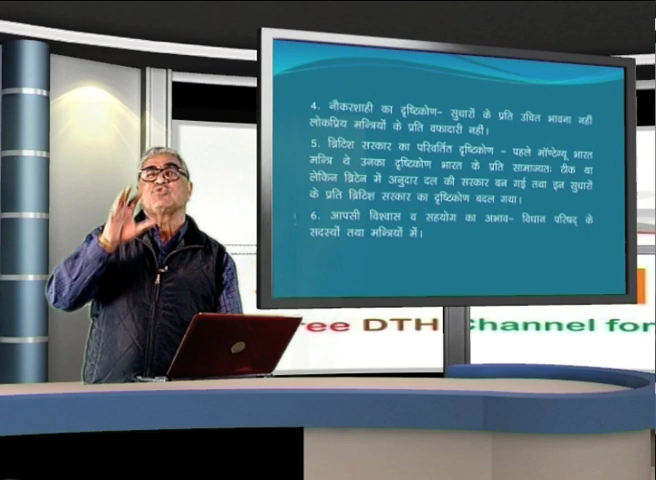 4. नौकरशाही का दृष्टिकोण– सुधारों के प्रति उचित भावना नहीं
लोकप्रिय मन्त्रियों के प्रति वफादारी नहीं।
5. ब्रिटिश सरकार का परिवर्तित दृष्टिकोण - पहले मॉण्टेग्यू भारत
मन्त्रि थे उनका दृष्टिकोण भारत के प्रति सामान्यतः ठीक था
लेकिन ब्रिटेन में अनुदार दल की सरकार बन गई तथा इन सुधारों
के प्रति ब्रिटिश सरकार का दृष्टिकोण बदल गया।
6. आपसी विश्वास व सहयोग का अभाव– विधान परिषद् के
सदस्यों तथा मन्त्रियों में।
ree DTH Channel for